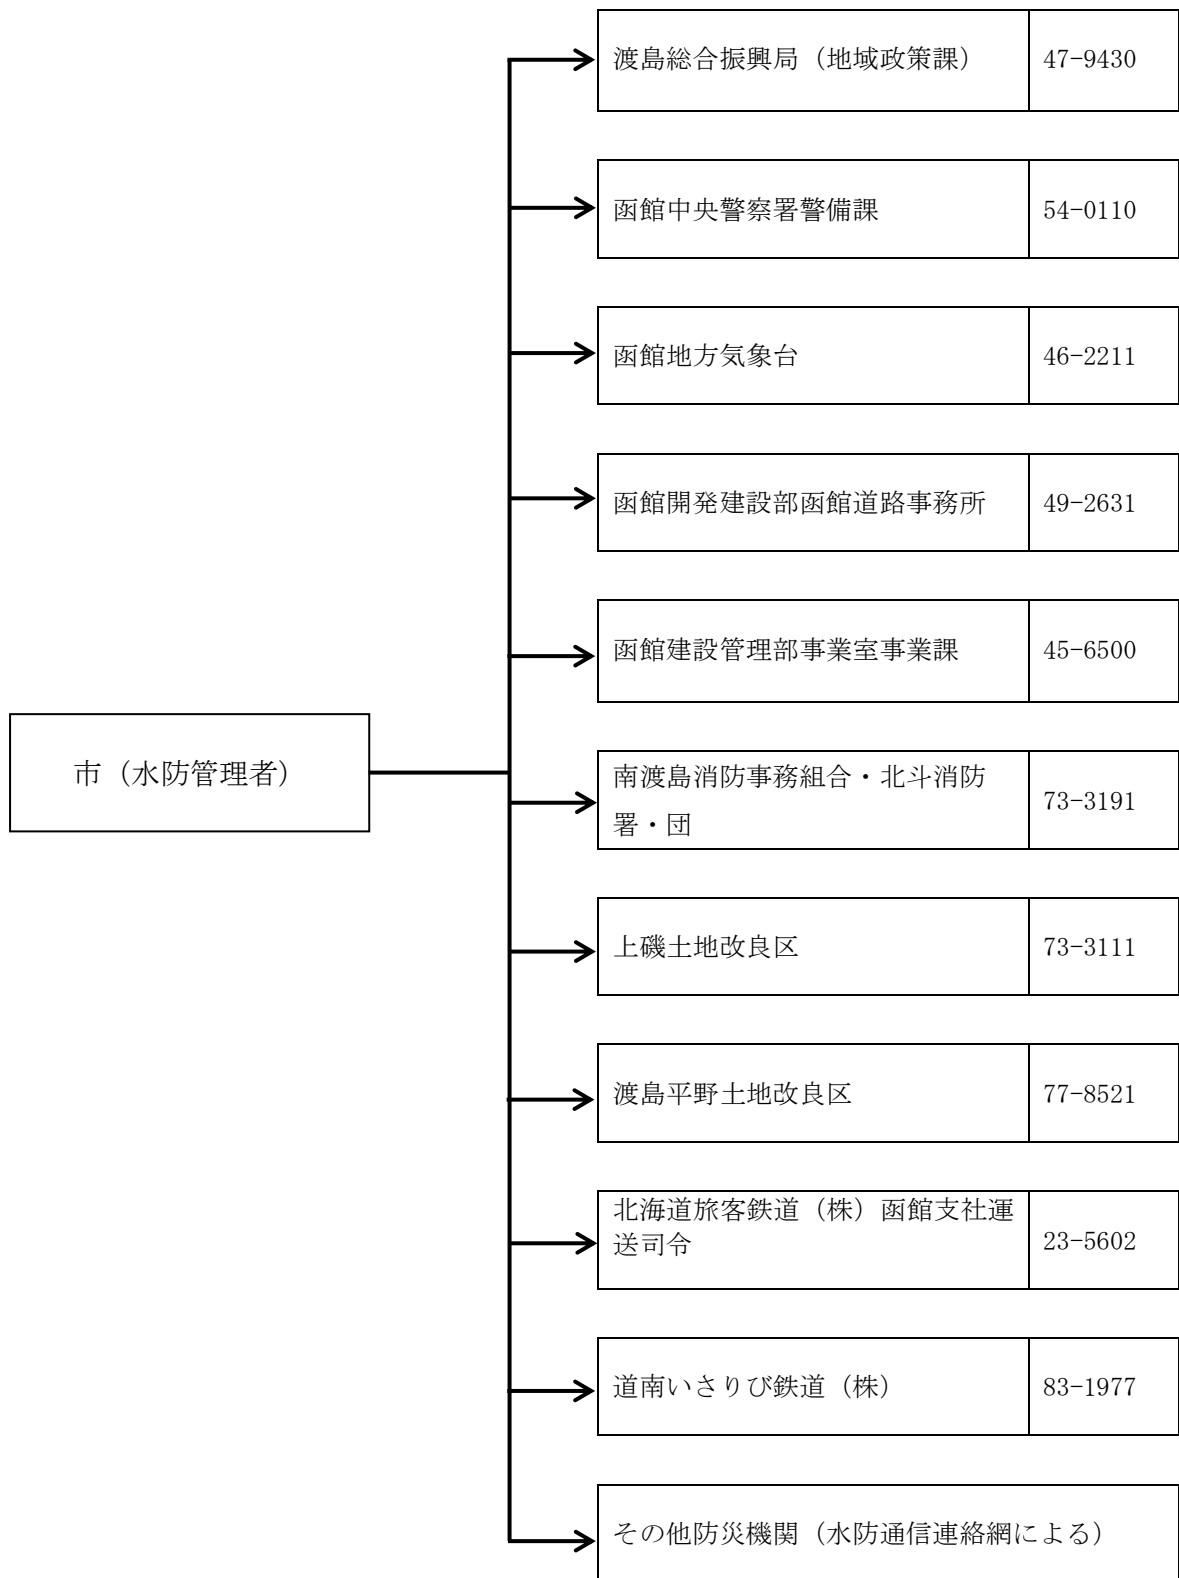 渡島総合振興局（地域政策課）
47-9430
函館中央警察署警備課
54-0110
函館地方気象台
46-2211
函館開発建設部函館道路事務所
49-2631
函館建設管理部事業室事業課
45-6500
市（水防管理者）
南渡島消防事務組合・北斗消防
署・団
73-3191
上磯土地改良区
73-3111
渡島平野土地改良区
77-8521
北海道旅客鉄道（株）函館支社運
送司令
23-5602
道南いさりび鉄道（株）
83-1977
その他防災機関（水防通信連絡網による）